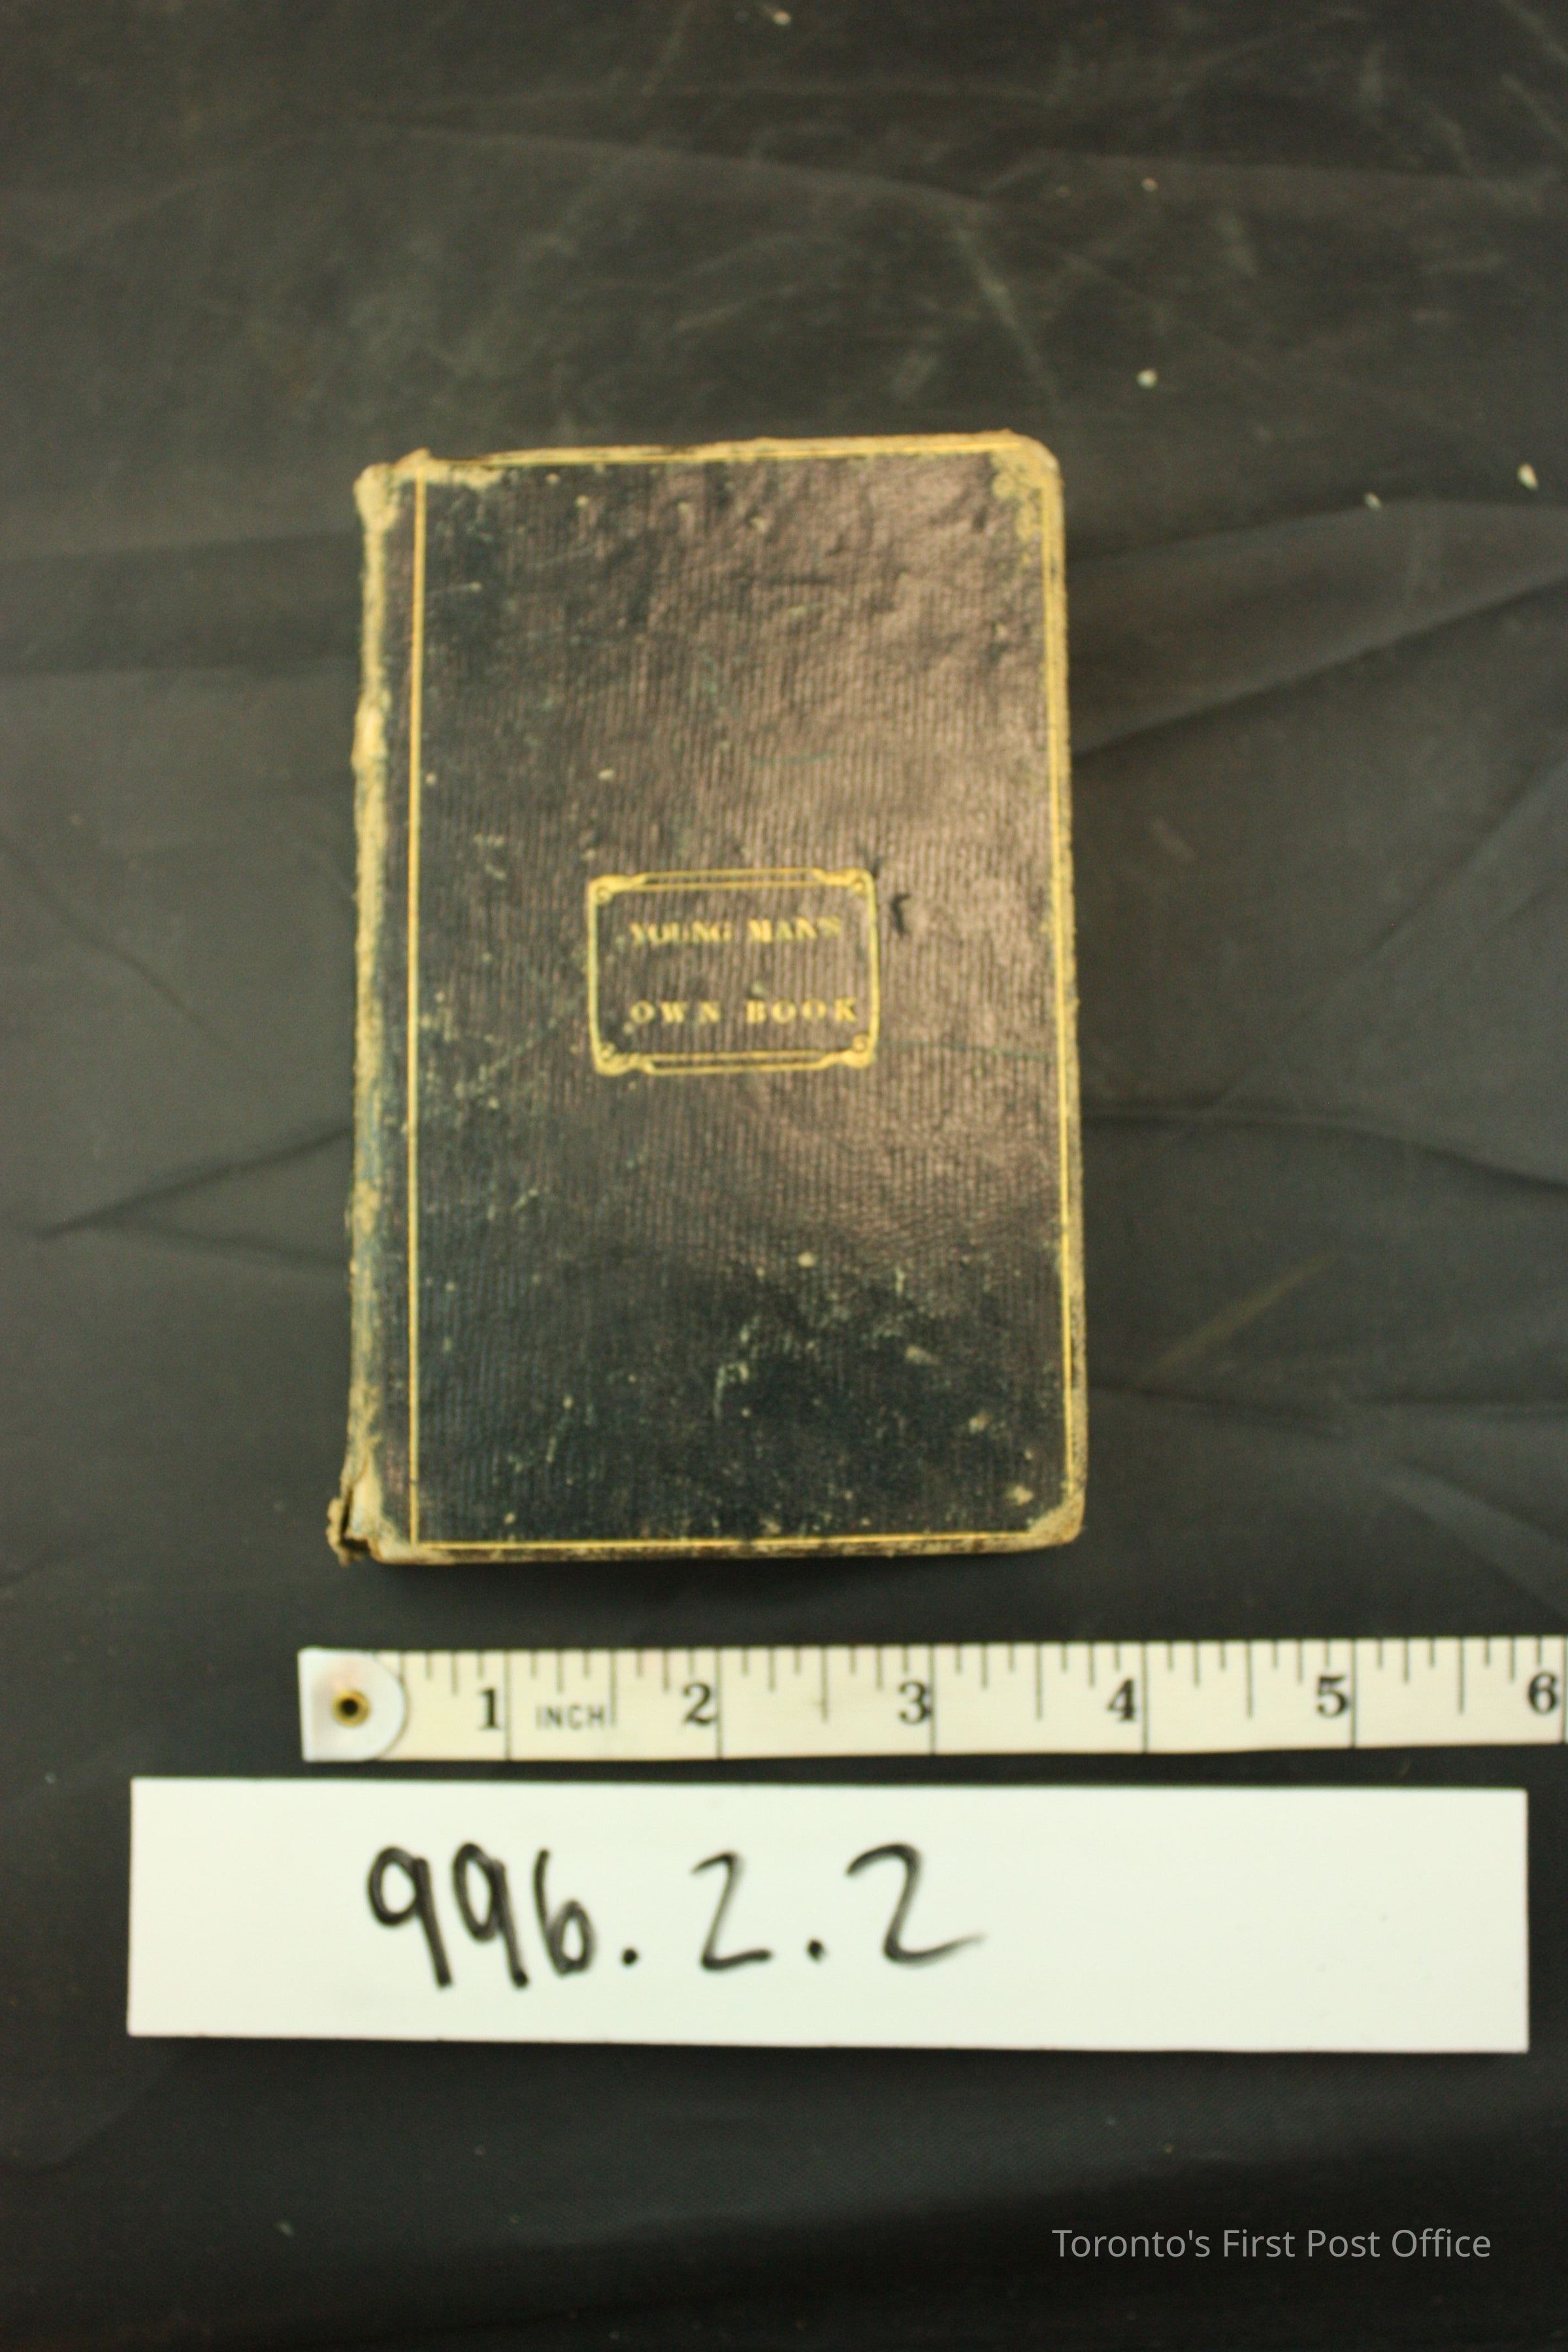 YOUNG MAN'S
OWN BOOK
1 INCH 2 3 4 5 6
996.2.2
Toronto's First Post Office